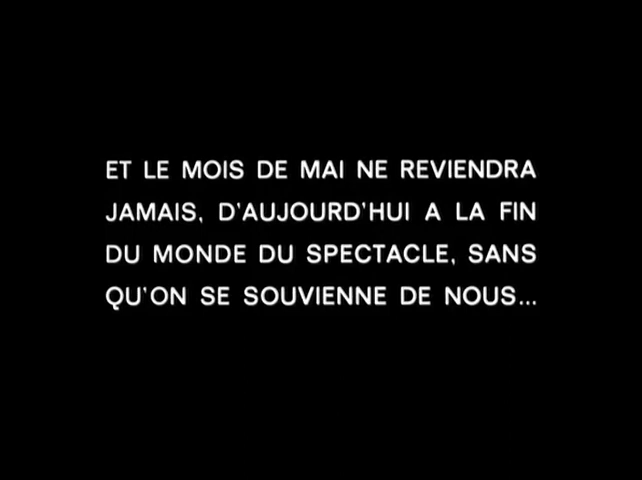 ET LE MOIS DE MAI NE REVIENDRA
JAMAIS, D'AUJOURD'HUI A LA FIN
DU MONDE DU SPECTACLE, SANS
QU'ON SE SOUVIENNE DE NOUS...